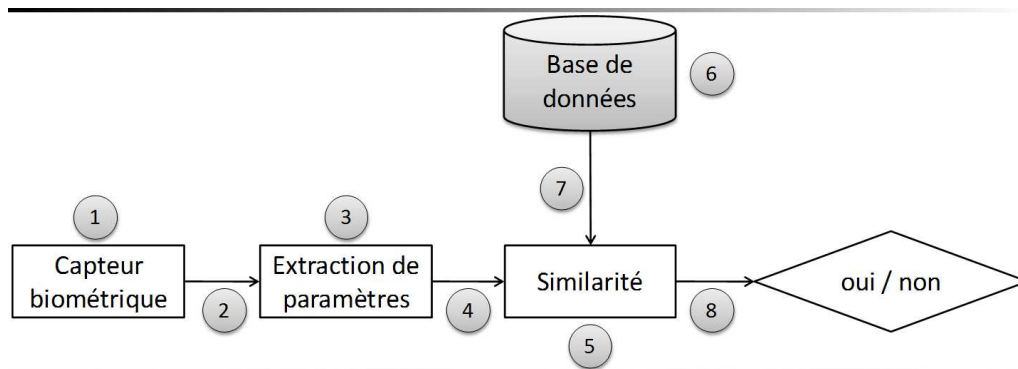 Base de
données
6
7
1
3
Capteur
biométrique
Extraction de
paramètres
Similarité
oui / non
2
4
8
5